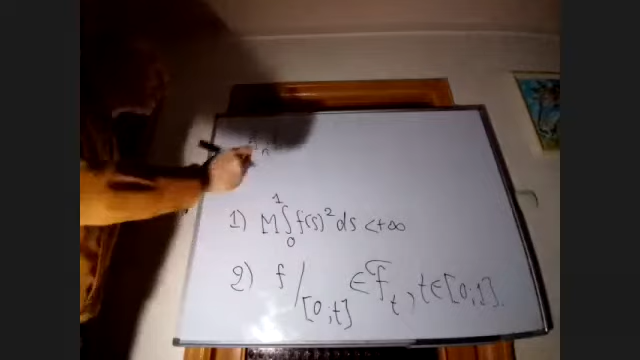 1) M∫₀¹ f(s)² ds < +∞
2) f/[0;t] ∈ ℱt, t∈[0;1].